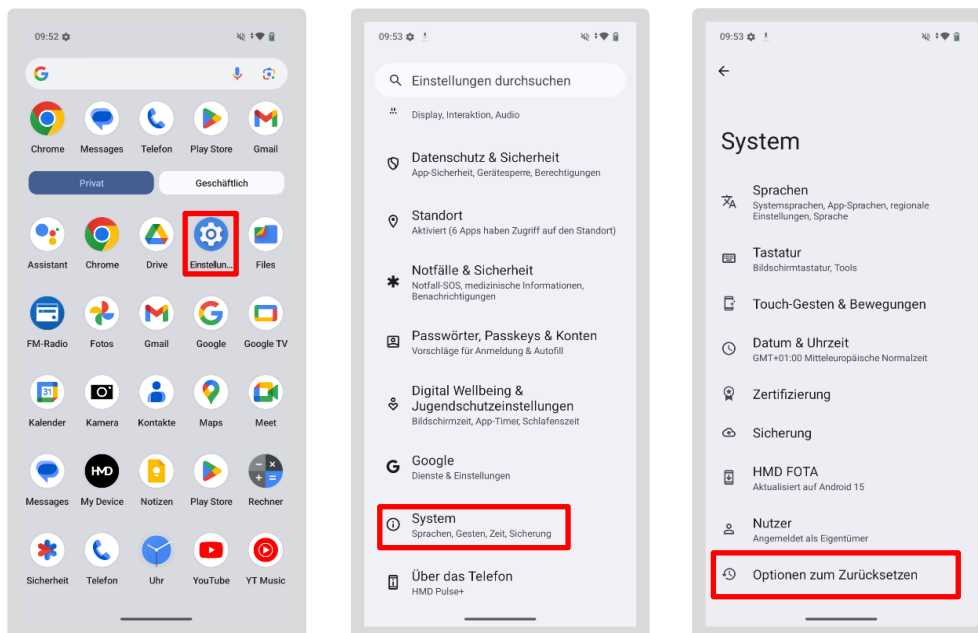 09:52
Chrome
Messages
Telefon
Play Store
Gmail
Privat
Geschäftlich
Assistant
Chrome
Drive
Einstellun...
Files
FM-Radio
Fotos
Gmail
Google
Google TV
31
Kalender
Kamera
Kontakte
Maps
Meet
HMD
Messages
My Device
Notizen
Play Store
Rechner
Sicherheit
Telefon
Uhr
YouTube
YT Music
09:53
Einstellungen durchsuchen
Display, Interaktion, Audio
Datenschutz & Sicherheit
App-Sicherheit, Gerätesperre, Berechtigungen
Standort
Aktiviert (6 Apps haben Zugriff auf den Standort)
Notfälle & Sicherheit
Notfall-SOS, medizinische Informationen,
Benachrichtigungen
Passwörter, Passkeys & Konten
Vorschläge für Anmeldung & Autofill
Digital Wellbeing &
Jugendschutzeinstellungen
Bildschirmzeit, App-Timer, Schlafenszeit
Google
Dienste & Einstellungen
System
Sprachen, Gesten, Zeit, Sicherung
Über das Telefon
HMD Pulse+
09:53
System
Sprachen
Systemsprachen, App-Sprachen, regionale
Einstellungen, Sprache
Tastatur
Bildschirmtastatur, Tools
Touch-Gesten & Bewegungen
Datum & Uhrzeit
GMT+01:00 Mitteleuropäische Normalzeit
Zertifizierung
Sicherung
HMD FOTA
Aktualisiert auf Android 15
Nutzer
Angemeldet als Eigentümer
Optionen zum Zurücksetzen